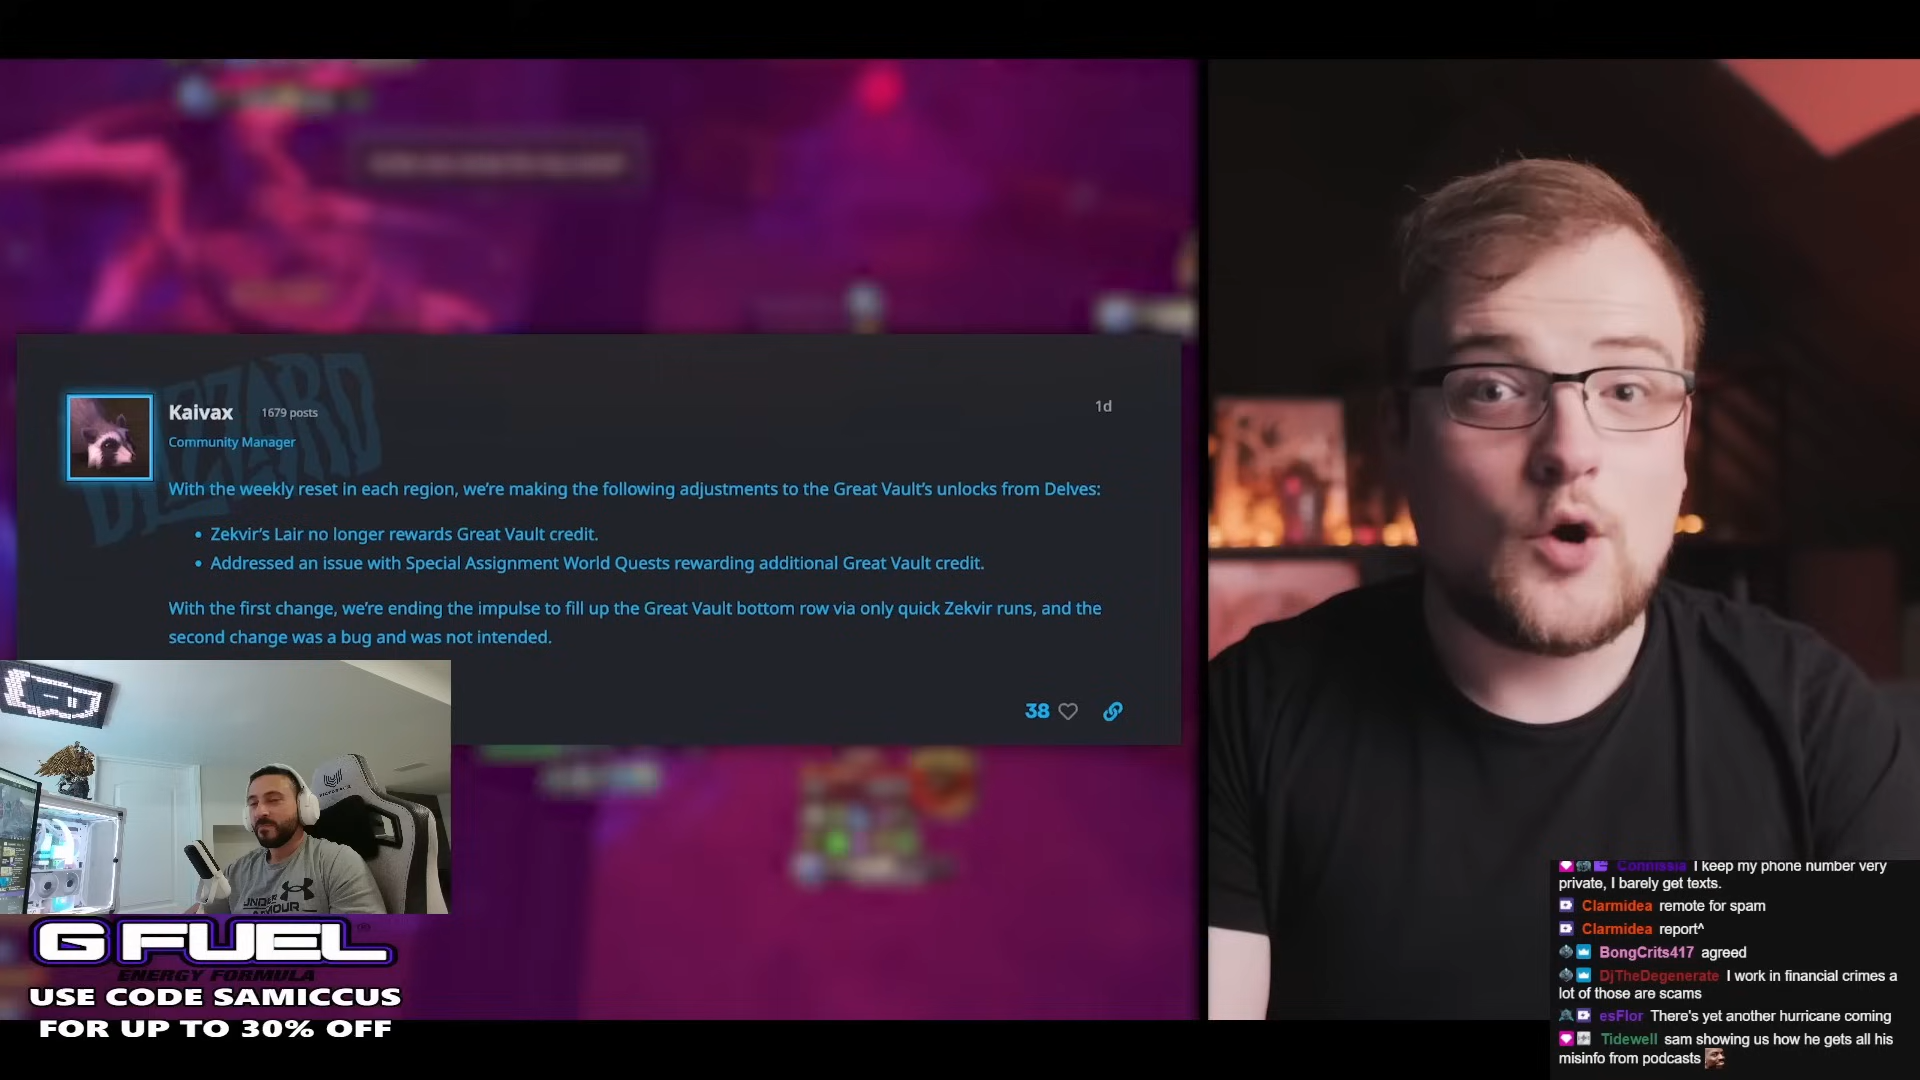 BLIZZARD
Kaivax 1679 posts 1d
Community Manager
With the weekly reset in each region, we're making the following adjustments to the Great Vault's unlocks from Delves:
• Zekvir's Lair no longer rewards Great Vault credit.
• Addressed an issue with Special Assignment World Quests rewarding additional Great Vault credit.
With the first change, we're ending the impulse to fill up the Great Vault bottom row via only quick Zekvir runs, and the
second change was a bug and was not intended.
38
UNDER
ARMOUR
G FUEL®
ENERGY FORMULA
USE CODE SAMICCUS
FOR UP TO 30% OFF
Connissia I keep my phone number very
private, I barely get texts.
Clarmidea remote for spam
Clarmidea report^
BongCrits417 agreed
DjTheDegenerate I work in financial crimes a
lot of those are scams
esFlor There's yet another hurricane coming
Tidewell sam showing us how he gets all his
misinfo from podcasts